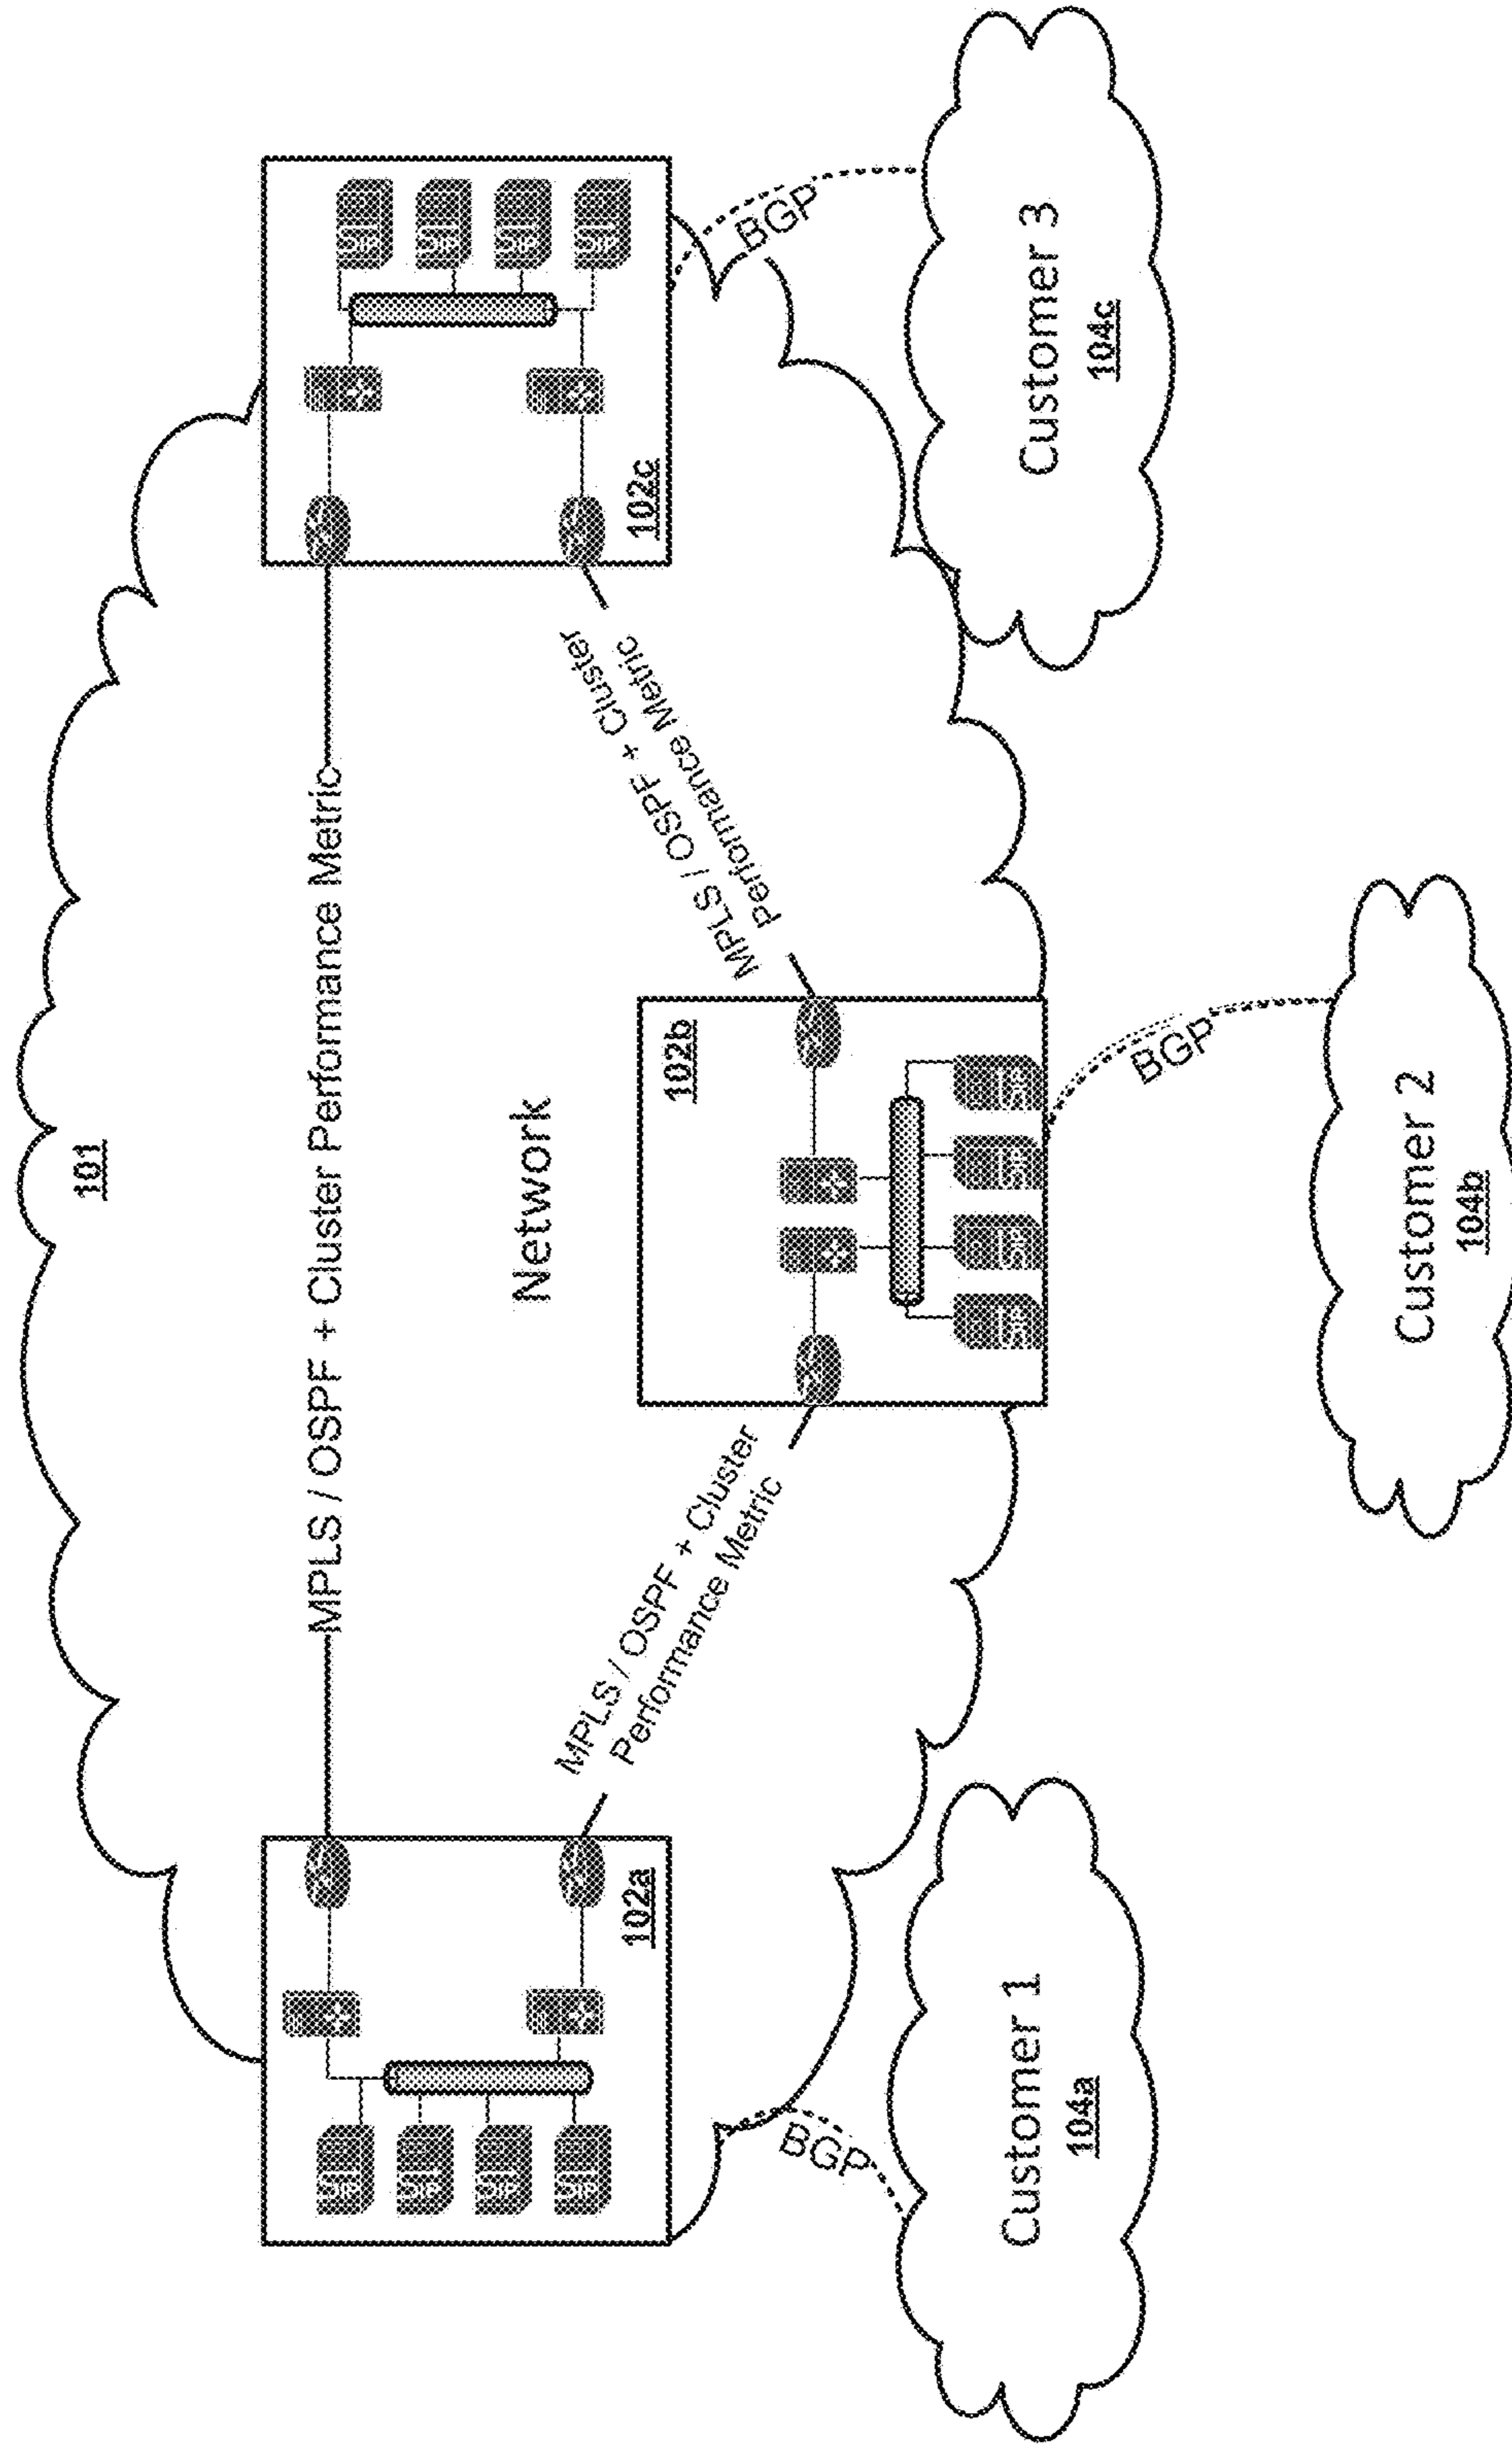 101
MPLS / OSPF + Cluster Performance Metric
Network
102a
102b
102c
MPLS / OSPF + Cluster
Performance Metric
MPLS / OSPF + Cluster
Performance Metric
BGP
BGP
BGP
Customer 1
104a
Customer 2
104b
Customer 3
104c